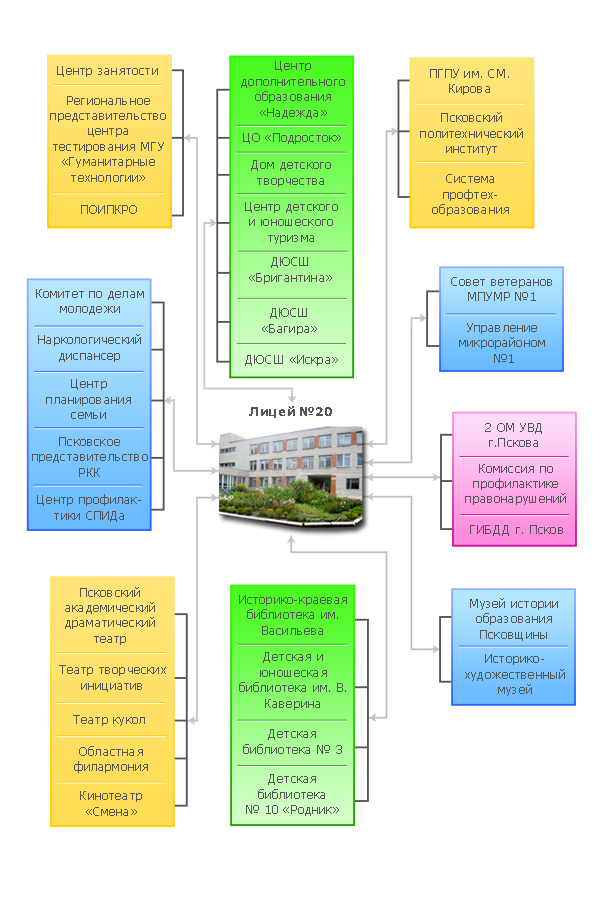 Центр занятости
Региональное
представительство
центра
тестирования МГУ
«Гуманитарные
технологии»
ПОИПКРО
Центр
дополнительного
образования
«Надежда»
ЦО «Подросток»
Дом детского
творчества
Центр детского
и юношеского
туризма
ДЮСШ
«Бригантина»
ДЮСШ
«Багира»
ДЮСШ «Искра»
ПГПУ им. СМ.
Кирова
Псковский
политехнический
институт
Система
профтех-
образования
Комитет по делам
молодежи
Наркологический
диспансер
Центр
планирования
семьи
Псковское
представительство
РКК
Центр профилак-
тики СПИДа
Совет ветеранов
МПУМР №1
Управление
микрорайоном
№1
Лицей №20
2 ОМ УВД
г.Пскова
Комиссия по
профилактике
правонарушений
ГИБДД г. Псков
Псковский
академический
драматический
театр
Театр творческих
инициатив
Театр кукол
Областная
филармония
Кинотеатр
«Смена»
Историко-краевая
библиотека им.
Васильева
Детская и
юношеская
библиотека им. В.
Каверина
Детская
библиотека № 3
Детская
библиотека
№ 10 «Родник»
Музей истории
образования
Псковщины
Историко-
художественный
музей